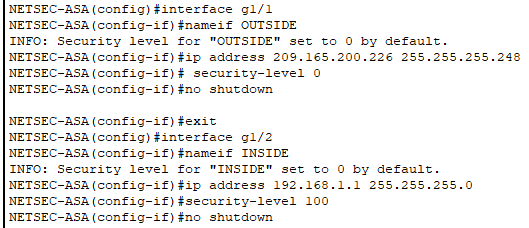 NETSEC-ASA(config)#interface g1/1
NETSEC-ASA(config-if)#nameif OUTSIDE
INFO: Security level for "OUTSIDE" set to 0 by default.
NETSEC-ASA(config-if)#ip address 209.165.200.226 255.255.255.248
NETSEC-ASA(config-if)# security-level 0
NETSEC-ASA(config-if)#no shutdown
NETSEC-ASA(config-if)#exit
NETSEC-ASA(config)#interface g1/2
NETSEC-ASA(config-if)#nameif INSIDE
INFO: Security level for "INSIDE" set to 0 by default.
NETSEC-ASA(config-if)#ip address 192.168.1.1 255.255.255.0
NETSEC-ASA(config-if)#security-level 100
NETSEC-ASA(config-if)#no shutdown